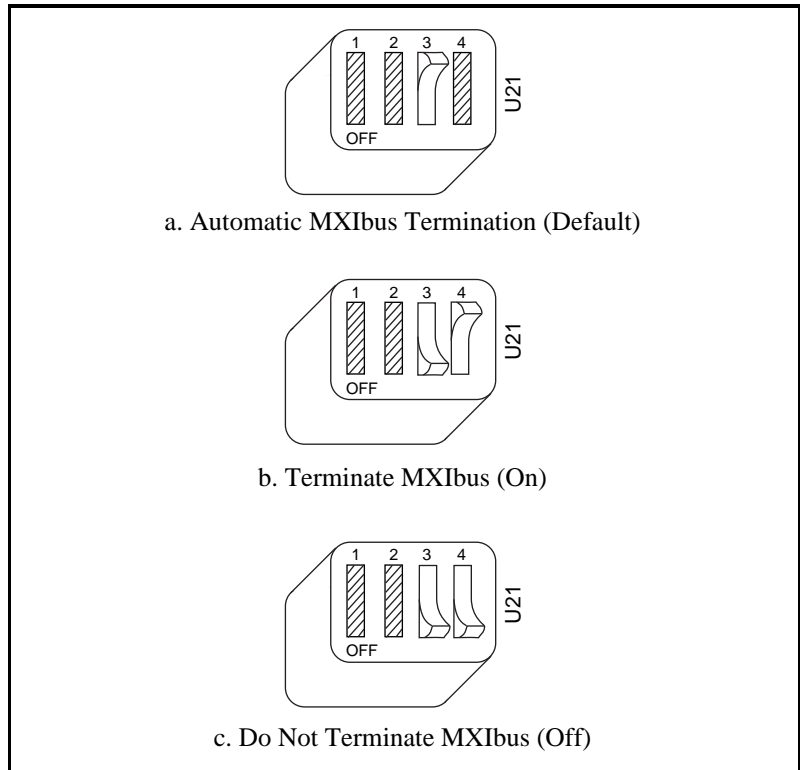 1 2 3 4
OFF
U21
a. Automatic MXIbus Termination (Default)
1 2 3 4
OFF
U21
b. Terminate MXIbus (On)
1 2 3 4
OFF
U21
c. Do Not Terminate MXIbus (Off)